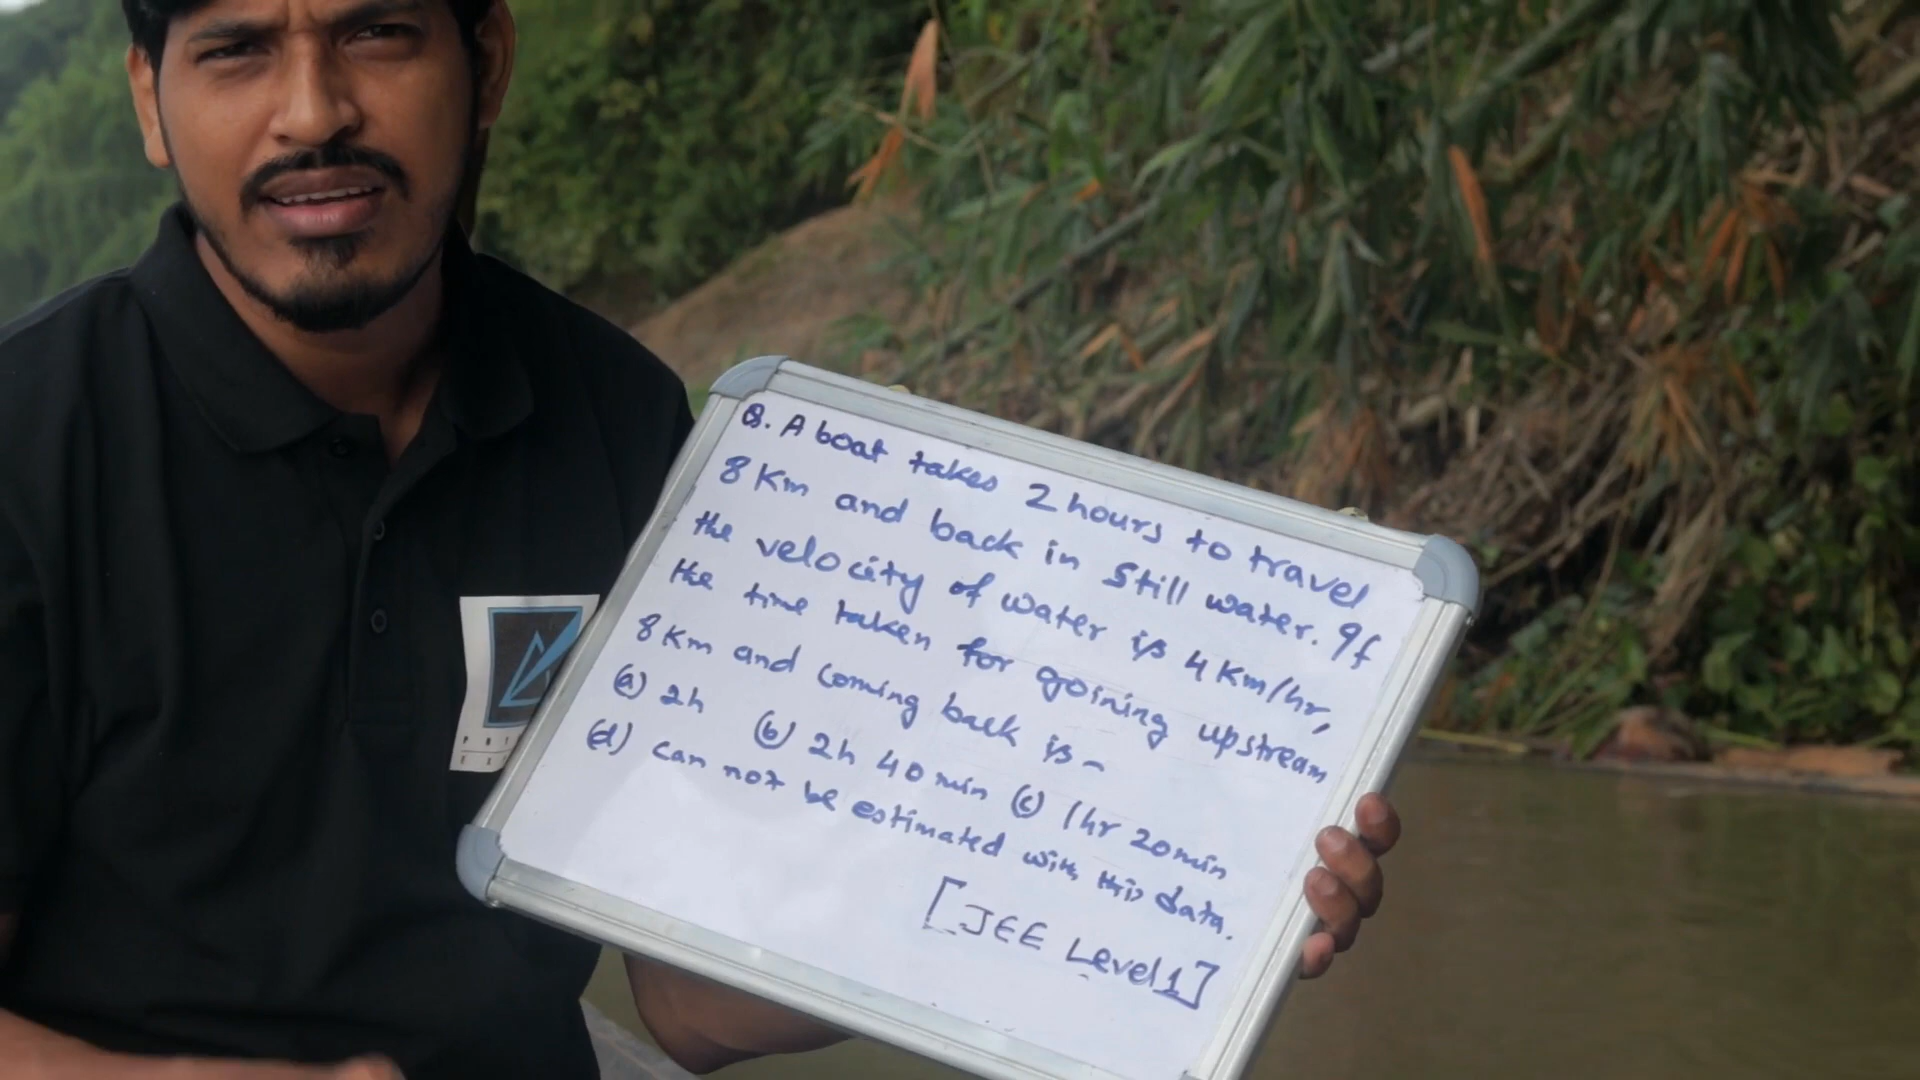 Q. A boat takes 2 hours to travel
8 Km and back in still water. If
the velocity of water is 4 Km/hr,
the time taken for goining upstream
8 Km and coming back is -
(a) 2h (b) 2h 40 min (c) 1hr 20min
(d) can not be estimated with this data.
[JEE Level 1]